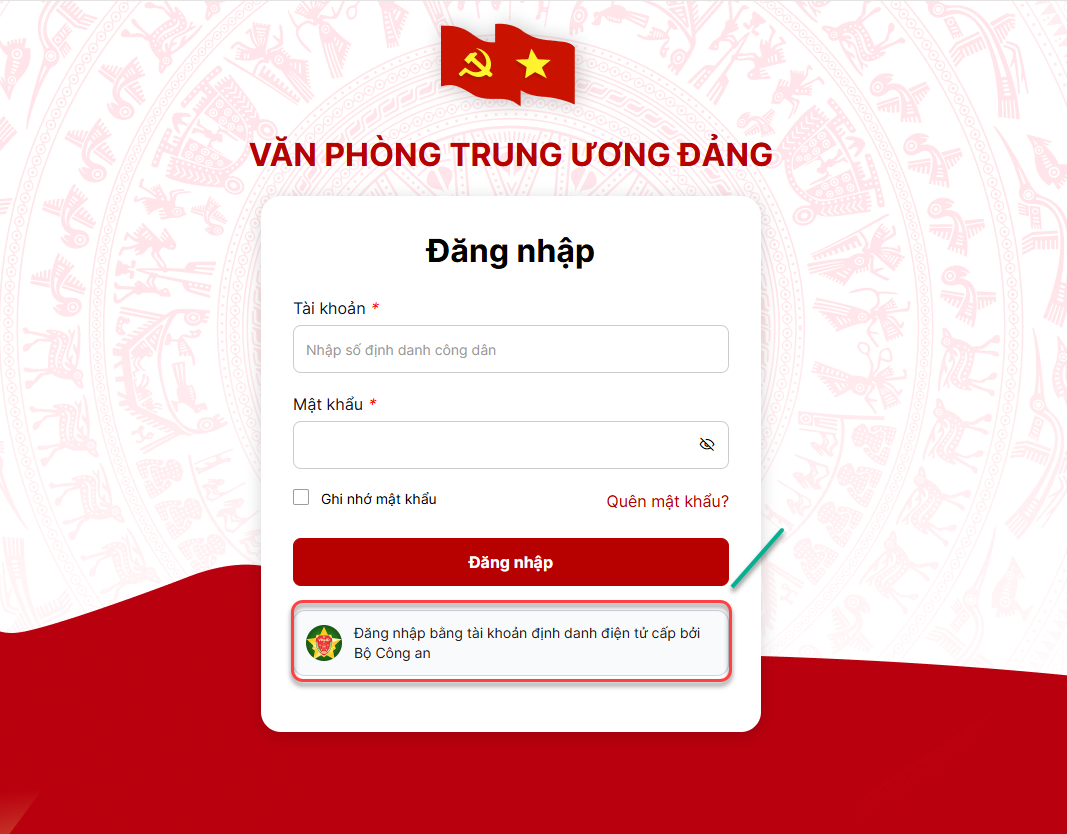 VĂN PHÒNG TRUNG ƯƠNG ĐẢNG
Đăng nhập
Tài khoản *
Nhập số định danh công dân
Mật khẩu *
Ghi nhớ mật khẩu
Quên mật khẩu?
Đăng nhập
Đăng nhập bằng tài khoản định danh điện tử cấp bởi
Bộ Công an